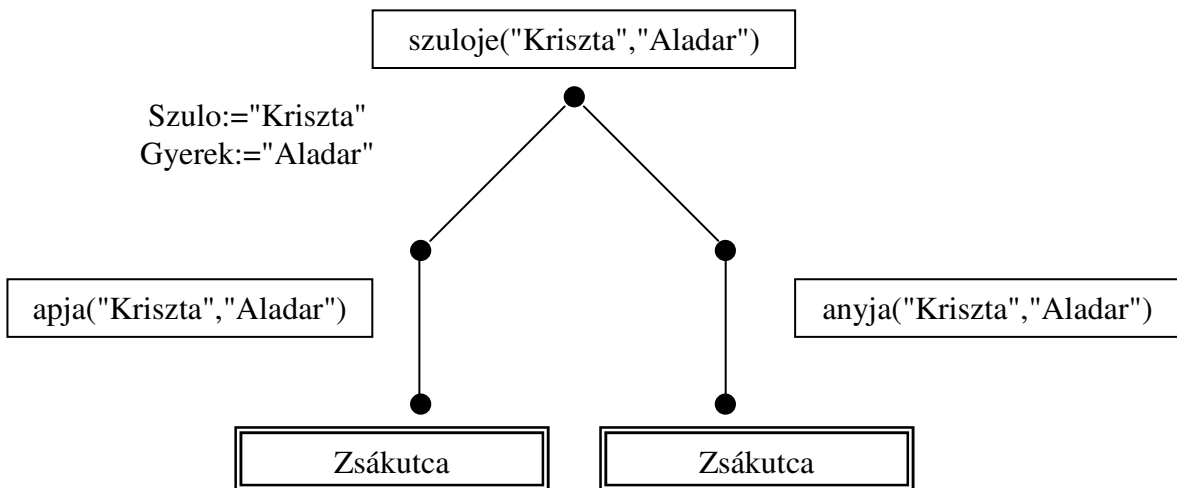 szuloje("Kriszta","Aladar")
Szulo:="Kriszta"
Gyerek:="Aladar"
apja("Kriszta","Aladar")
anyja("Kriszta","Aladar")
Zsákutca
Zsákutca